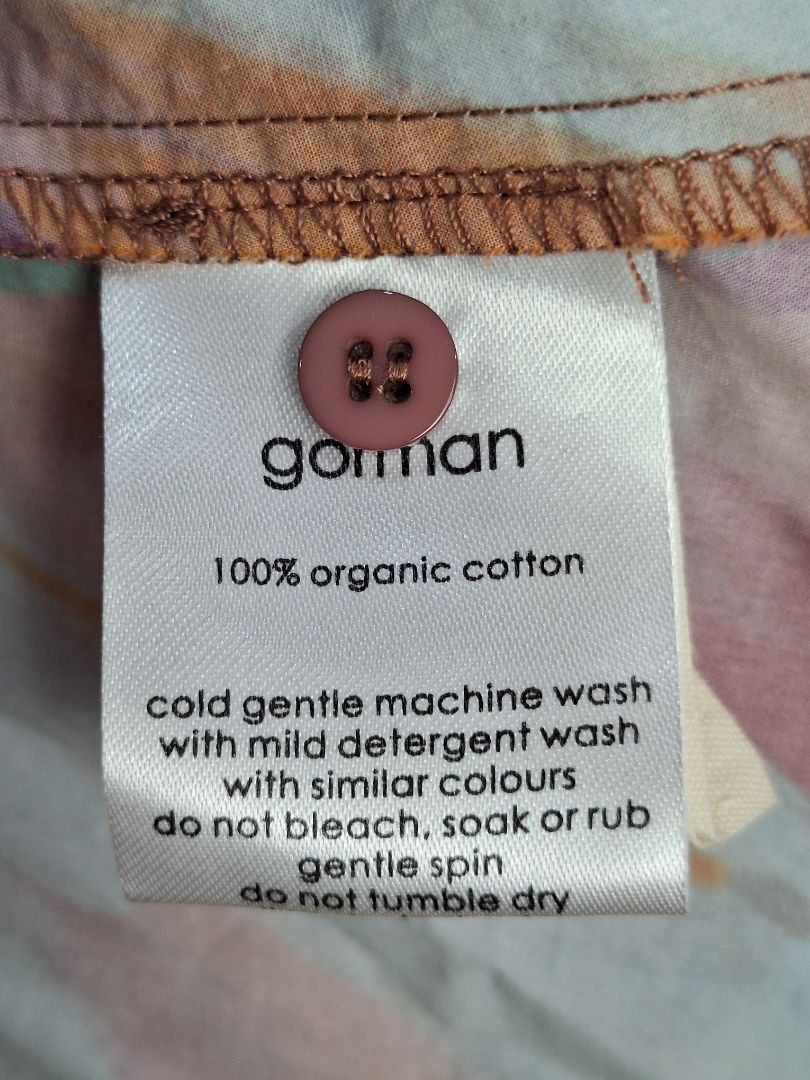 gorman
100% organic cotton
cold gentle machine wash
with mild detergent wash
with similar colours
do not bleach, soak or rub
gentle spin
do not tumble dry